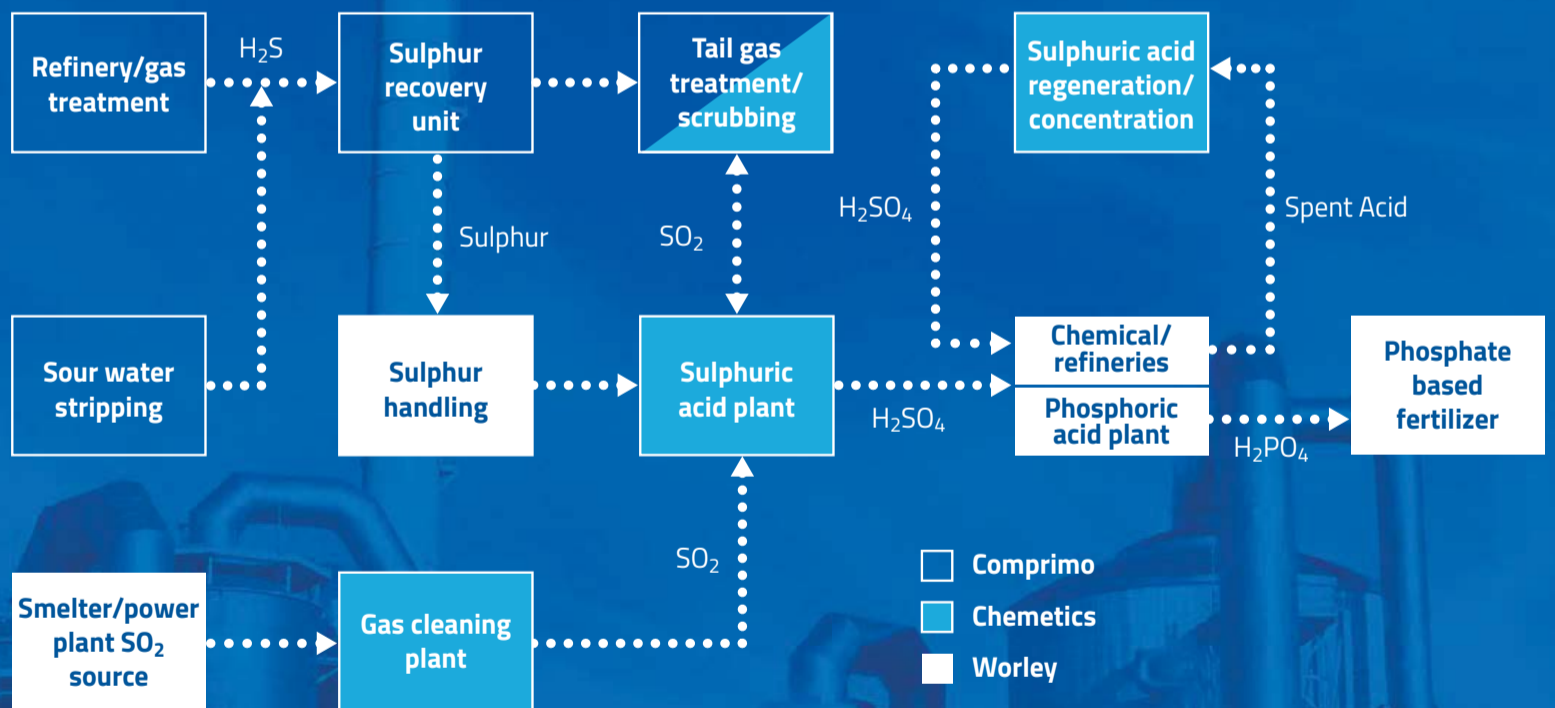 Refinery/gas
treatment
H₂S
Sulphur
recovery
unit
Tail gas
treatment/
scrubbing
Sulphuric acid
regeneration/
concentration
Sulphur
SO₂
H₂SO₄
Spent Acid
Sour water
stripping
Sulphur
handling
Sulphuric
acid plant
H₂SO₄
Chemical/
refineries
Phosphoric
acid plant
H₂PO₄
Phosphate
based
fertilizer
Smelter/power
plant SO₂
source
Gas cleaning
plant
SO₂
Comprimo
Chemetics
Worley